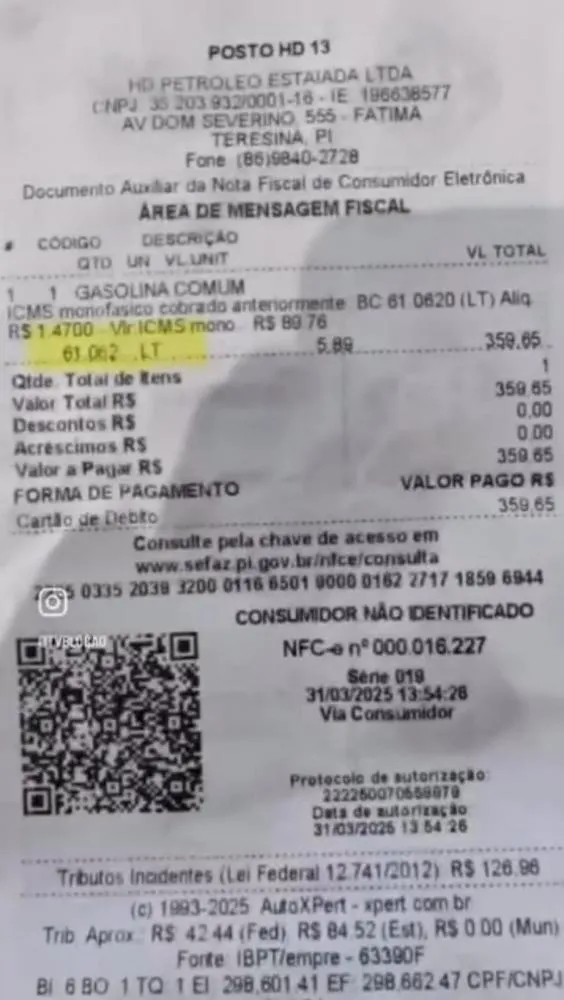 POSTO HD 13
HD PETROLEO ESTAIADA LTDA
CNPJ 35 203 932/0001-16 - IE 196638577
AV DOM SEVERINO, 555 - FATIMA
TERESINA, PI
Fone (86)9840-2728
Documento Auxiliar da Nota Fiscal de Consumidor Eletrônica
ÁREA DE MENSAGEM FISCAL
# CÓDIGO DESCRIÇÃO
QTD UN VL.UNIT VL TOTAL
1 1 GASOLINA COMUM
ICMS monofasico cobrado anteriormente BC 61 0620 (LT) Aliq
R$ 1.4700 Vlr ICMS mono R$ 89.76
61.062 LT 5.89 359.65
Qtde. Total de Itens 1
Valor Total R$ 359.65
Descontos R$ 0.00
Acréscimos R$ 0.00
Valor a Pagar R$ 359.65
FORMA DE PAGAMENTO VALOR PAGO R$
Cartão de Debito 359,65
Consulte pela chave de acesso em
www.sefaz.pi.gov.br/nfce/consulta
0335 2039 3200 0116 6501 9000 0162 2717 1859 6944
CONSUMIDOR NÃO IDENTIFICADO
NFC-e nº 000.016.227
Série 019
31/03/2025 13:54:26
Via Consumidor
Protocolo de autorização:
Data de autorização
31/03/2025 13 54 26
Tributos Incidentes (Lei Federal 12.741/2012) R$ 126.96
(c) 1993-2025 AutoXPert - xpert.com.br
Trib Aprox.: R$ 42.44 (Fed), R$ 84.52 (Est), R$ 0.00 (Mun)
Fonte: IBPT/empre - 63390F
BI 6 BO 1 TQ 1 EI 298,601.41 EF 298,662.47 CPF/CNPJ